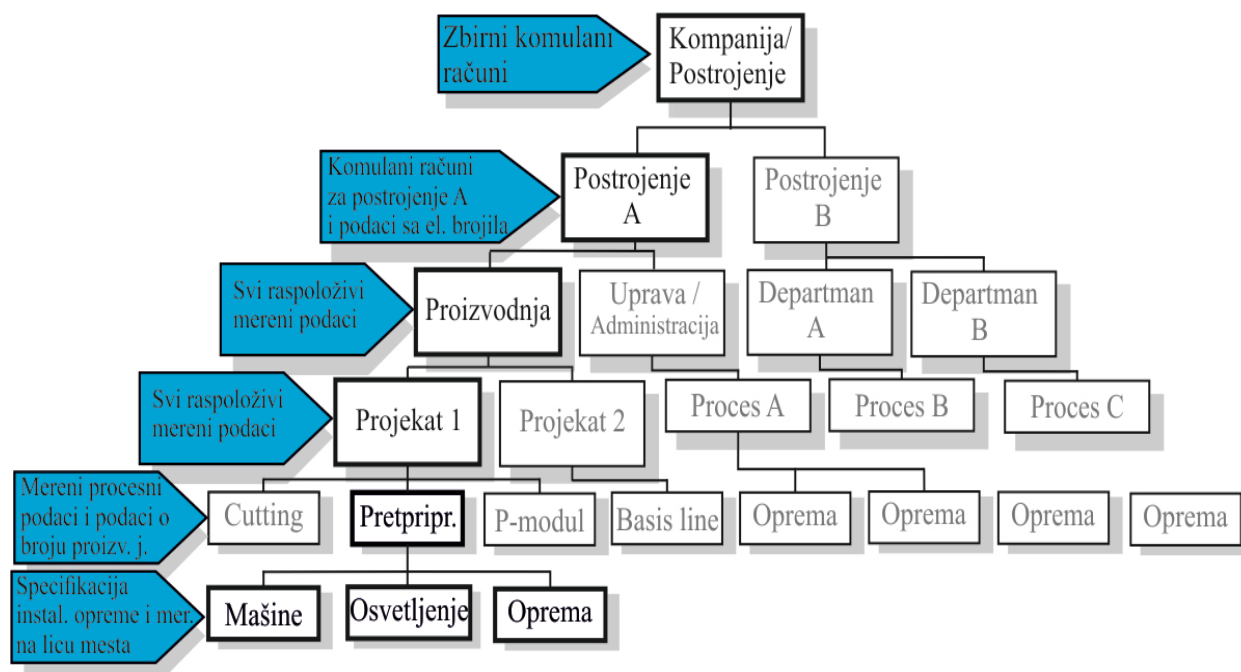 Zbirni komulani
računi
Kompanija/
Postrojenje
Komulani računi
za postrojenje A
i podaci sa el. brojila
Postrojenje
A
Postrojenje
B
Svi raspoloživi
mereni podaci
Proizvodnja
Uprava /
Administracija
Departman
A
Departman
B
Svi raspoloživi
mereni podaci
Projekat 1
Projekat 2
Proces A
Proces B
Proces C
Mereni procesni
podaci i podaci o
broju proizv. j.
Cutting
Pretpripr.
P-modul
Basis line
Oprema
Oprema
Oprema
Oprema
Specifikacija
instal. opreme i mer.
na licu mesta
Mašine
Osvetljenje
Oprema